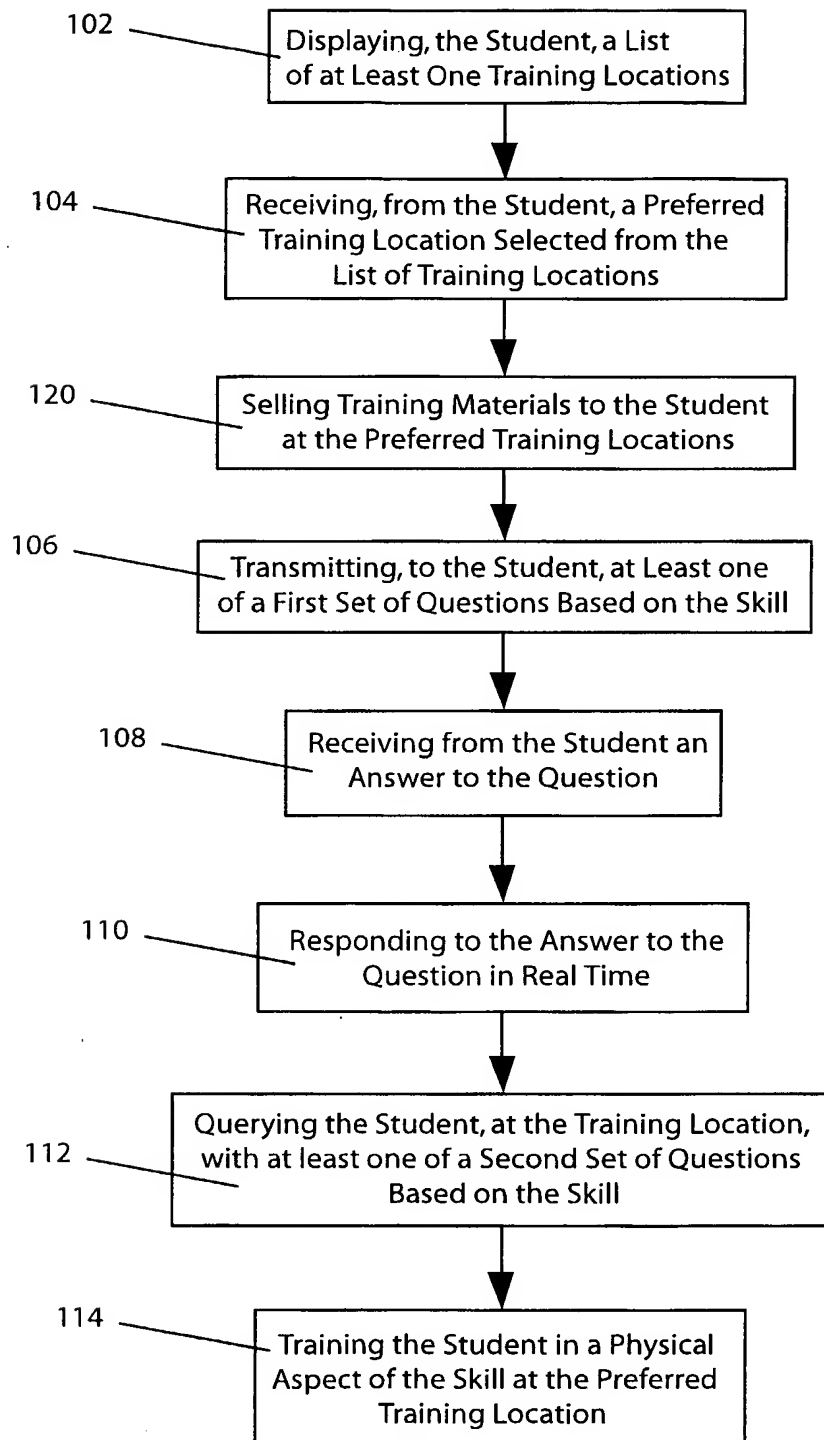 102
Displaying, the Student, a List
of at Least One Training Locations
104
Receiving, from the Student, a Preferred
Training Location Selected from the
List of Training Locations
120
Selling Training Materials to the Student
at the Preferred Training Locations
106
Transmitting, to the Student, at Least one
of a First Set of Questions Based on the Skill
108
Receiving from the Student an
Answer to the Question
110
Responding to the Answer to the
Question in Real Time
112
Querying the Student, at the Training Location,
with at least one of a Second Set of Questions
Based on the Skill
114
Training the Student in a Physical
Aspect of the Skill at the Preferred
Training Location